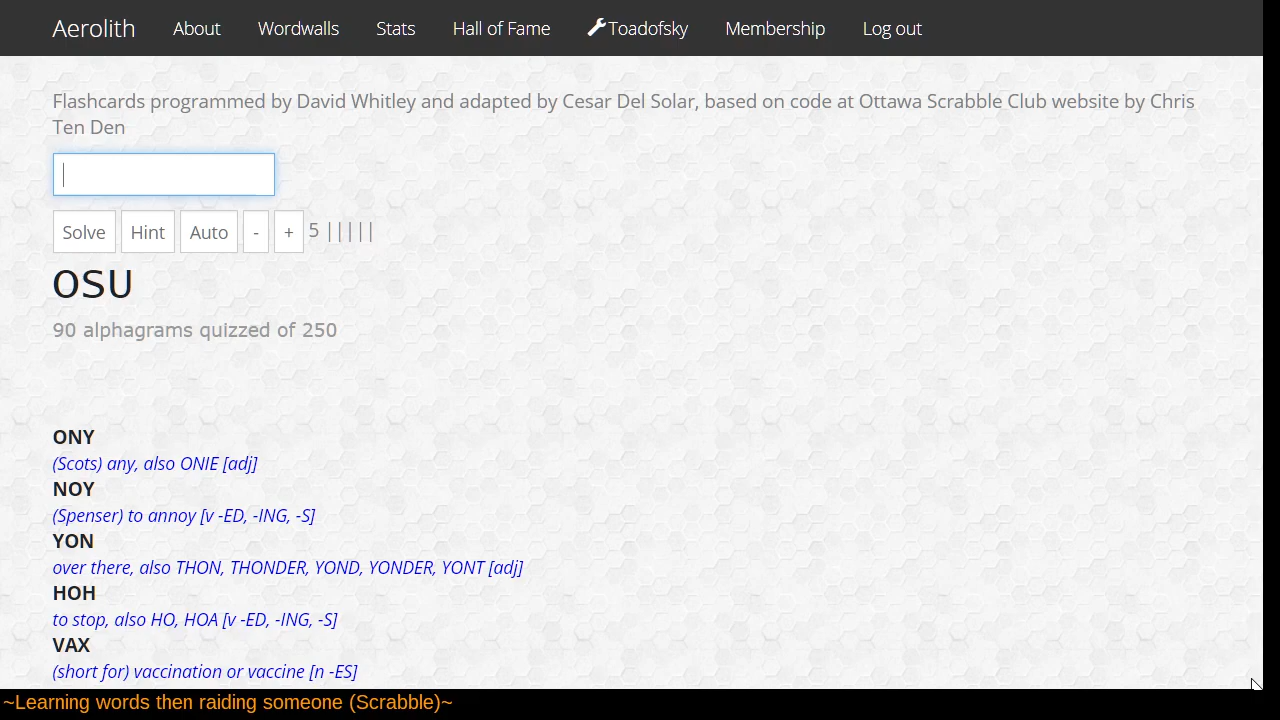 Aerolith About Wordwalls Stats Hall of Fame Toadofsky Membership Log out
Flashcards programmed by David Whitley and adapted by Cesar Del Solar, based on code at Ottawa Scrabble Club website by Chris
Ten Den
Solve Hint Auto - + 5 |||||
OSU
90 alphagrams quizzed of 250
ONY
(Scots) any, also ONIE [adj]
NOY
(Spenser) to annoy [v -ED, -ING, -S]
YON
over there, also THON, THONDER, YOND, YONDER, YONT [adj]
HOH
to stop, also HO, HOA [v -ED, -ING, -S]
VAX
(short for) vaccination or vaccine [n -ES]
~Learning words then raiding someone (Scrabble)~